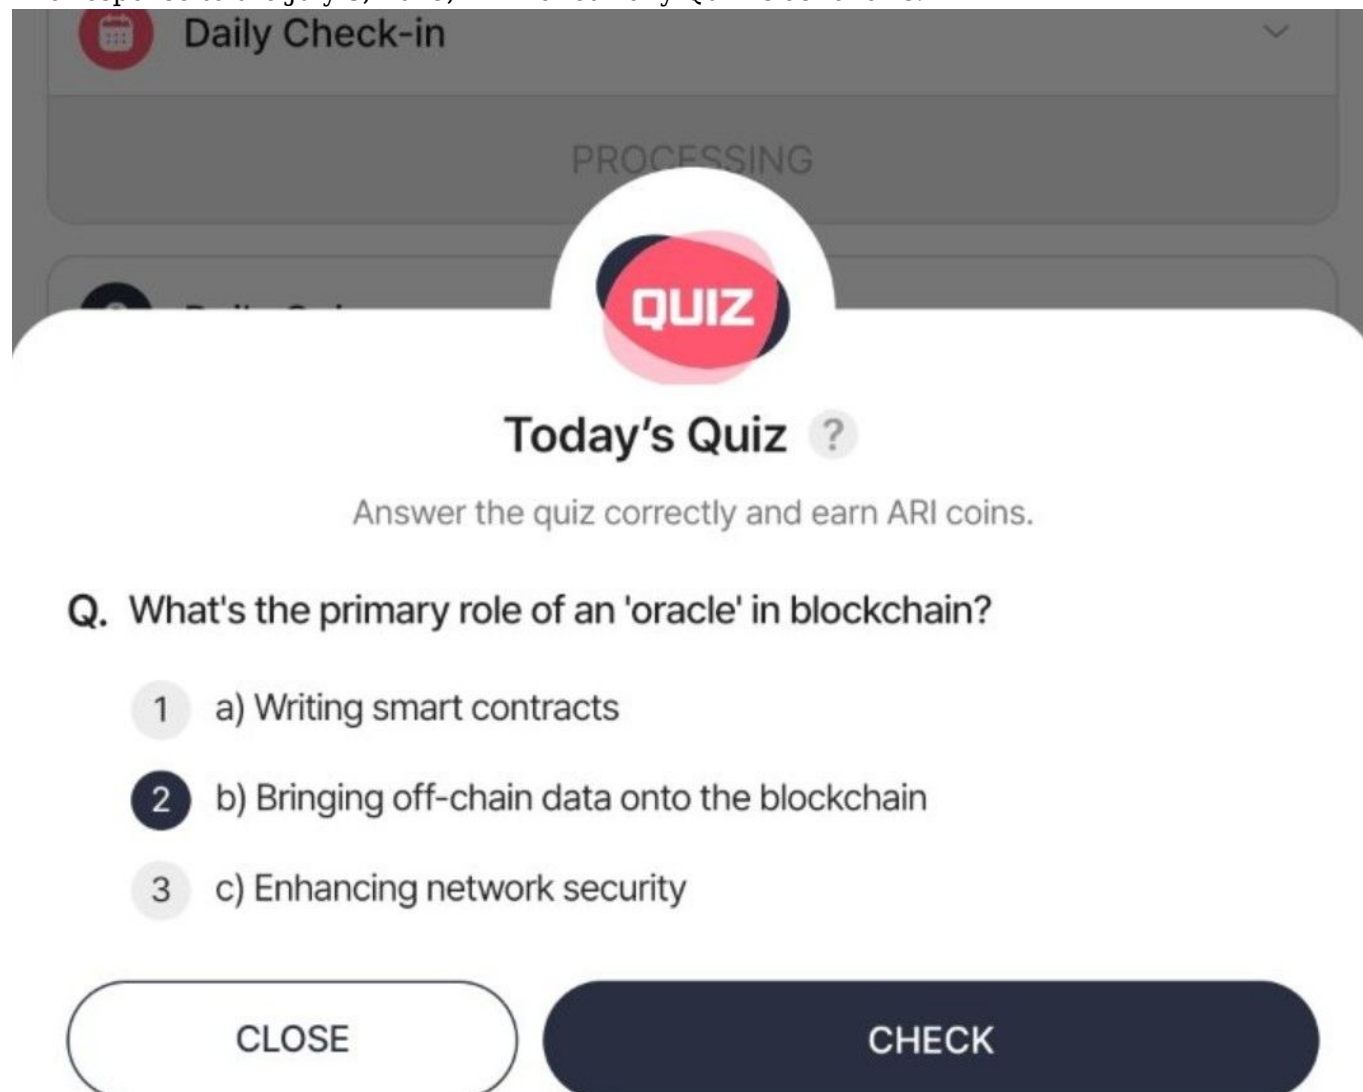 Daily Check-in
PROCESSING
QUIZ
Today's Quiz ?
Answer the quiz correctly and earn ARI coins.
Q. What's the primary role of an 'oracle' in blockchain?
1 a) Writing smart contracts
2 b) Bringing off-chain data onto the blockchain
3 c) Enhancing network security
CLOSE CHECK